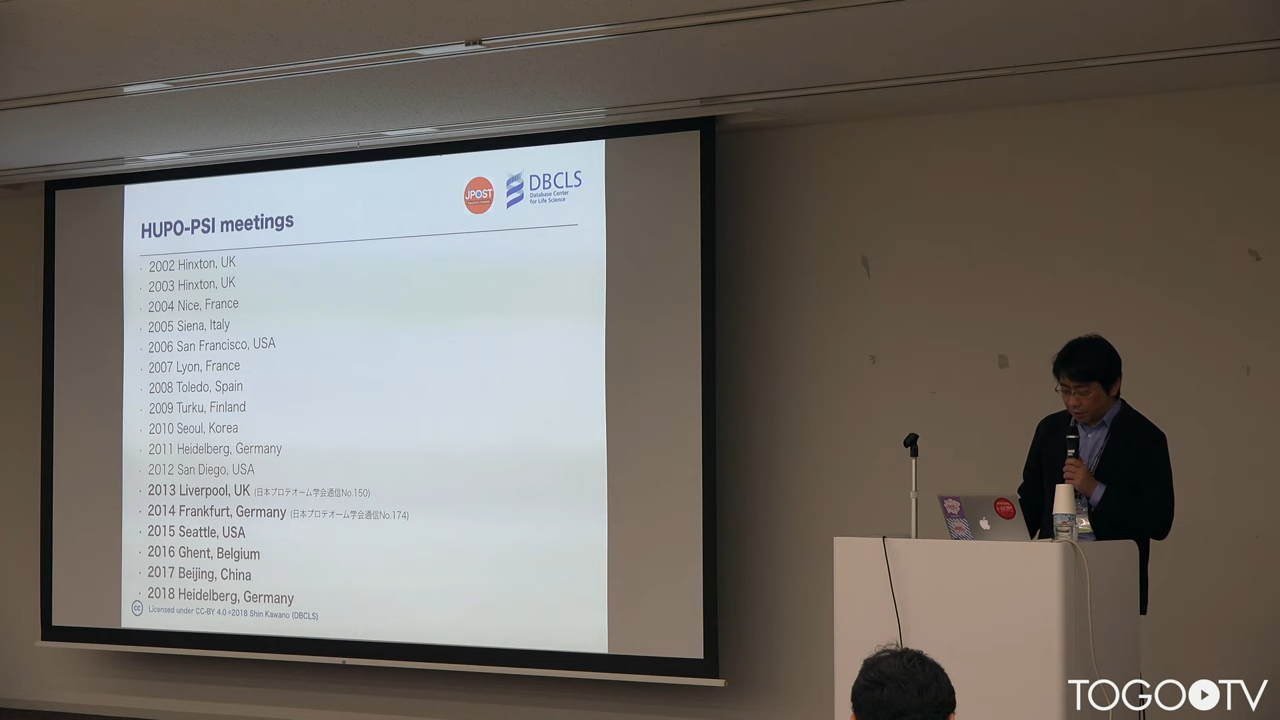 JPOST
DBCLS
Database Center
for Life Science
HUPO-PSI meetings
· 2002 Hinxton, UK
· 2003 Hinxton, UK
· 2004 Nice, France
· 2005 Siena, Italy
· 2006 San Francisco, USA
· 2007 Lyon, France
· 2008 Toledo, Spain
· 2009 Turku, Finland
· 2010 Seoul, Korea
· 2011 Heidelberg, Germany
· 2012 San Diego, USA
· 2013 Liverpool, UK (日本プロテオーム学会通信No.150)
· 2014 Frankfurt, Germany (日本プロテオーム学会通信No.174)
· 2015 Seattle, USA
· 2016 Ghent, Belgium
· 2017 Beijing, China
· 2018 Heidelberg, Germany
cc Licensed under CC-BY 4.0 ©2018 Shin Kawano (DBCLS)
TOGOTV